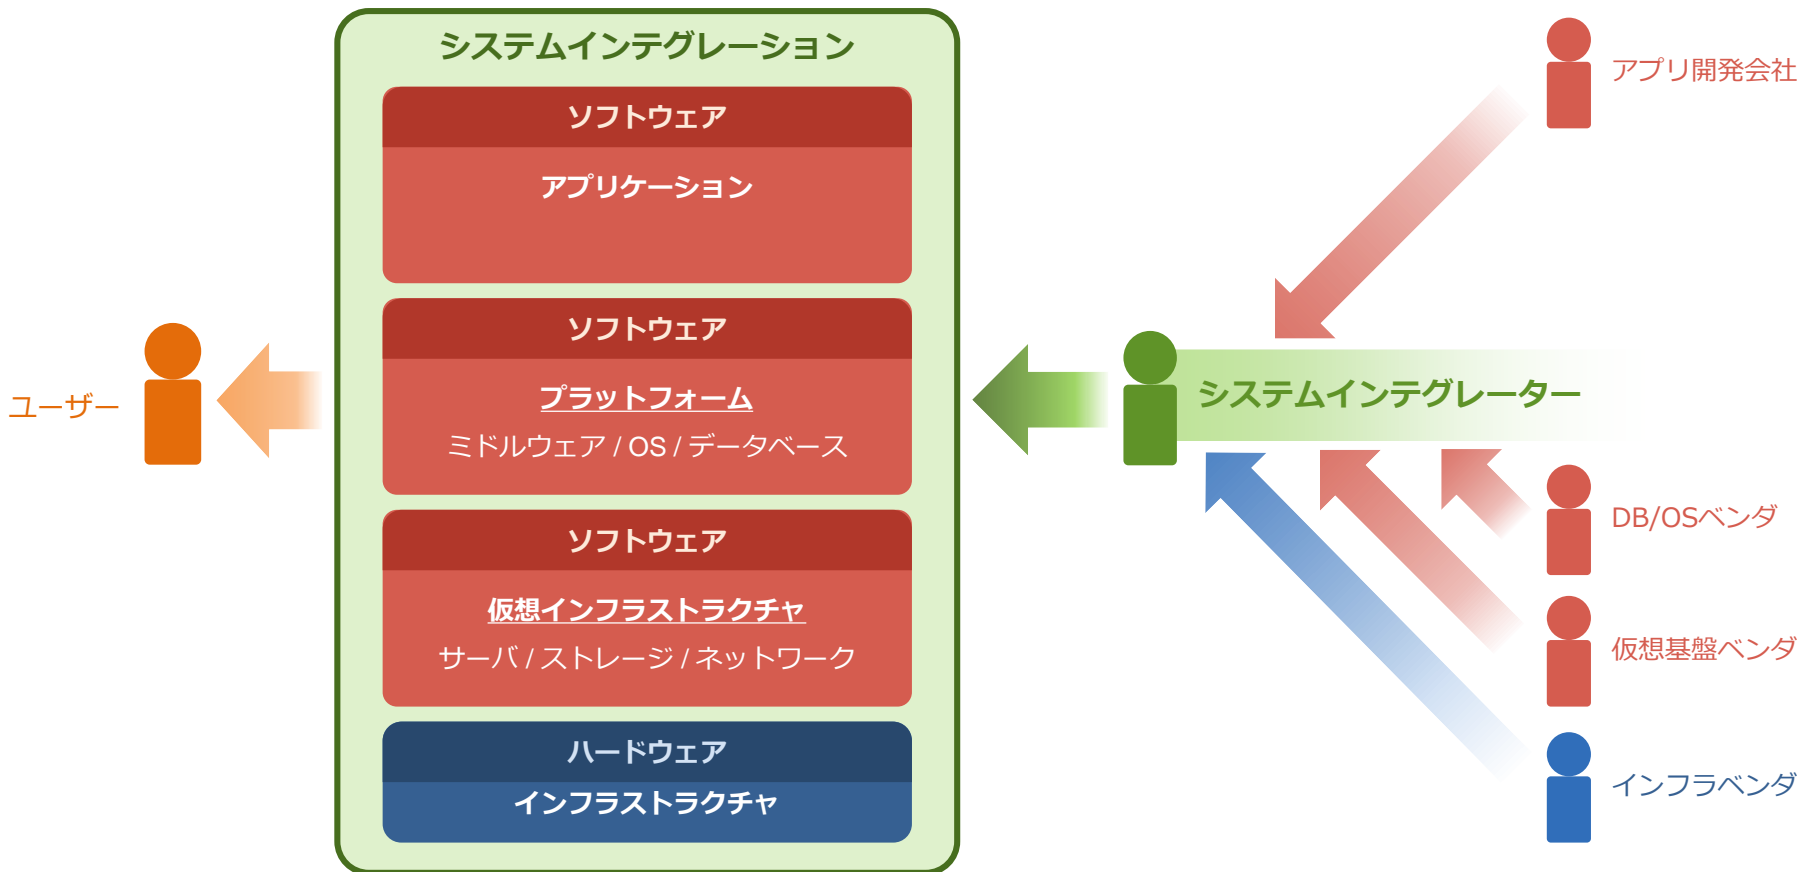 システムインテグレーション
ソフトウェア
アプリケーション
ソフトウェア
プラットフォーム
ミドルウェア / OS / データベース
ソフトウェア
仮想インフラストラクチャ
サーバ / ストレージ / ネットワーク
ハードウェア
インフラストラクチャ
ユーザー
システムインテグレーター
アプリ開発会社
DB/OSベンダ
仮想基盤ベンダ
インフラベンダ